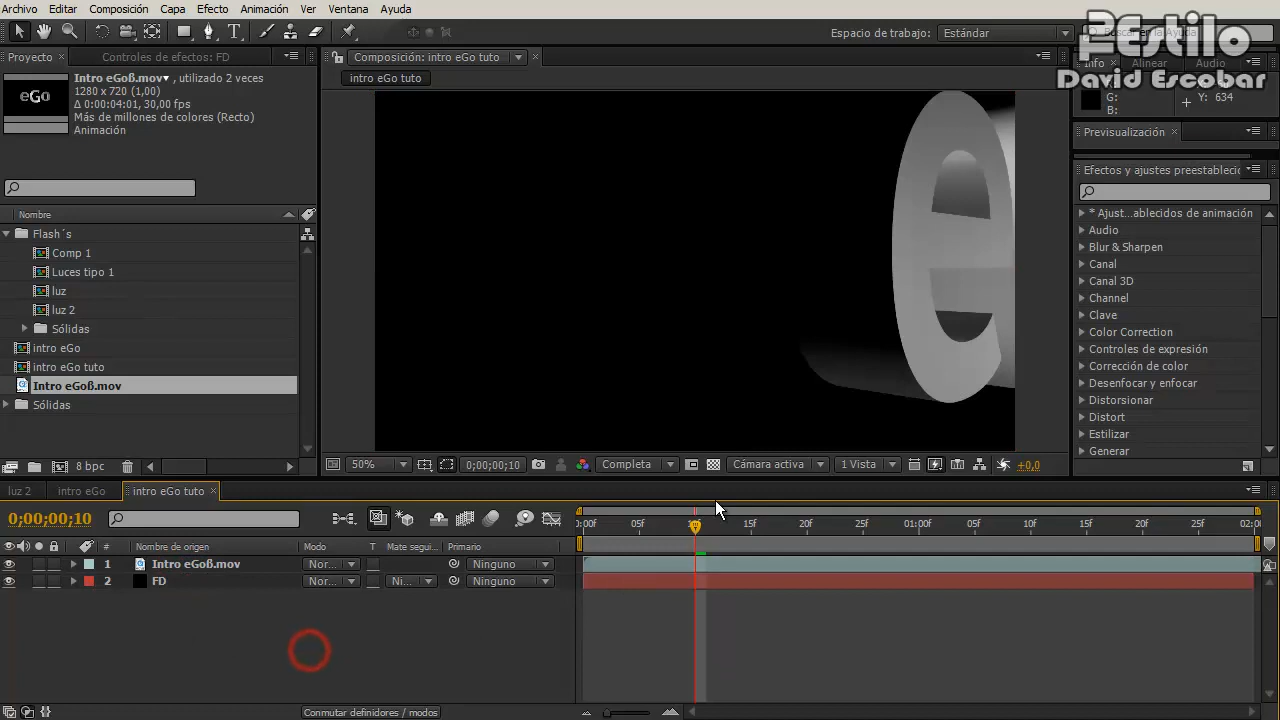 Archivo Editar Composición Capa Efecto Animación Ver Ventana Ayuda
Espacio de trabajo: Estándar
Buscar en la Ayuda
Estilo
David Escobar
Proyecto Controles de efectos: FD
Composición: intro eGo tuto
Info Alinear Audio
intro eGo tuto
Intro eGoß.mov , utilizado 2 veces
1280 x 720 (1,00)
Δ 0:00:04:01, 30,00 fps
Más de millones de colores (Recto)
Animación
eGo
G:
B:
Y: 634
Previsualización
Efectos y ajustes preestablecio
Nombre
Flash´s
Comp 1
Luces tipo 1
luz
luz 2
Sólidas
intro eGo
intro eGo tuto
Intro eGoß.mov
Sólidas
8 bpc
e
* Ajust...ablecidos de animación
Audio
Blur & Sharpen
Canal
Canal 3D
Channel
Clave
Color Correction
Controles de expresión
Corrección de color
Desenfocar y enfocar
Distorsionar
Distort
Estilizar
Generar
50% 0;00;00;10 Completa Cámara activa 1 Vista +0,0
luz 2 intro eGo intro eGo tuto
0;00;00;10
:00f 05f 10f 15f 20f 25f 01:00f 05f 10f 15f 20f 25f 02:0
# Nombre de origen Modo T Mate segui... Primario
1 Intro eGoß.mov Nor... Ninguno
2 FD Nor... Ni... Ninguno
Conmutar definidores / modos